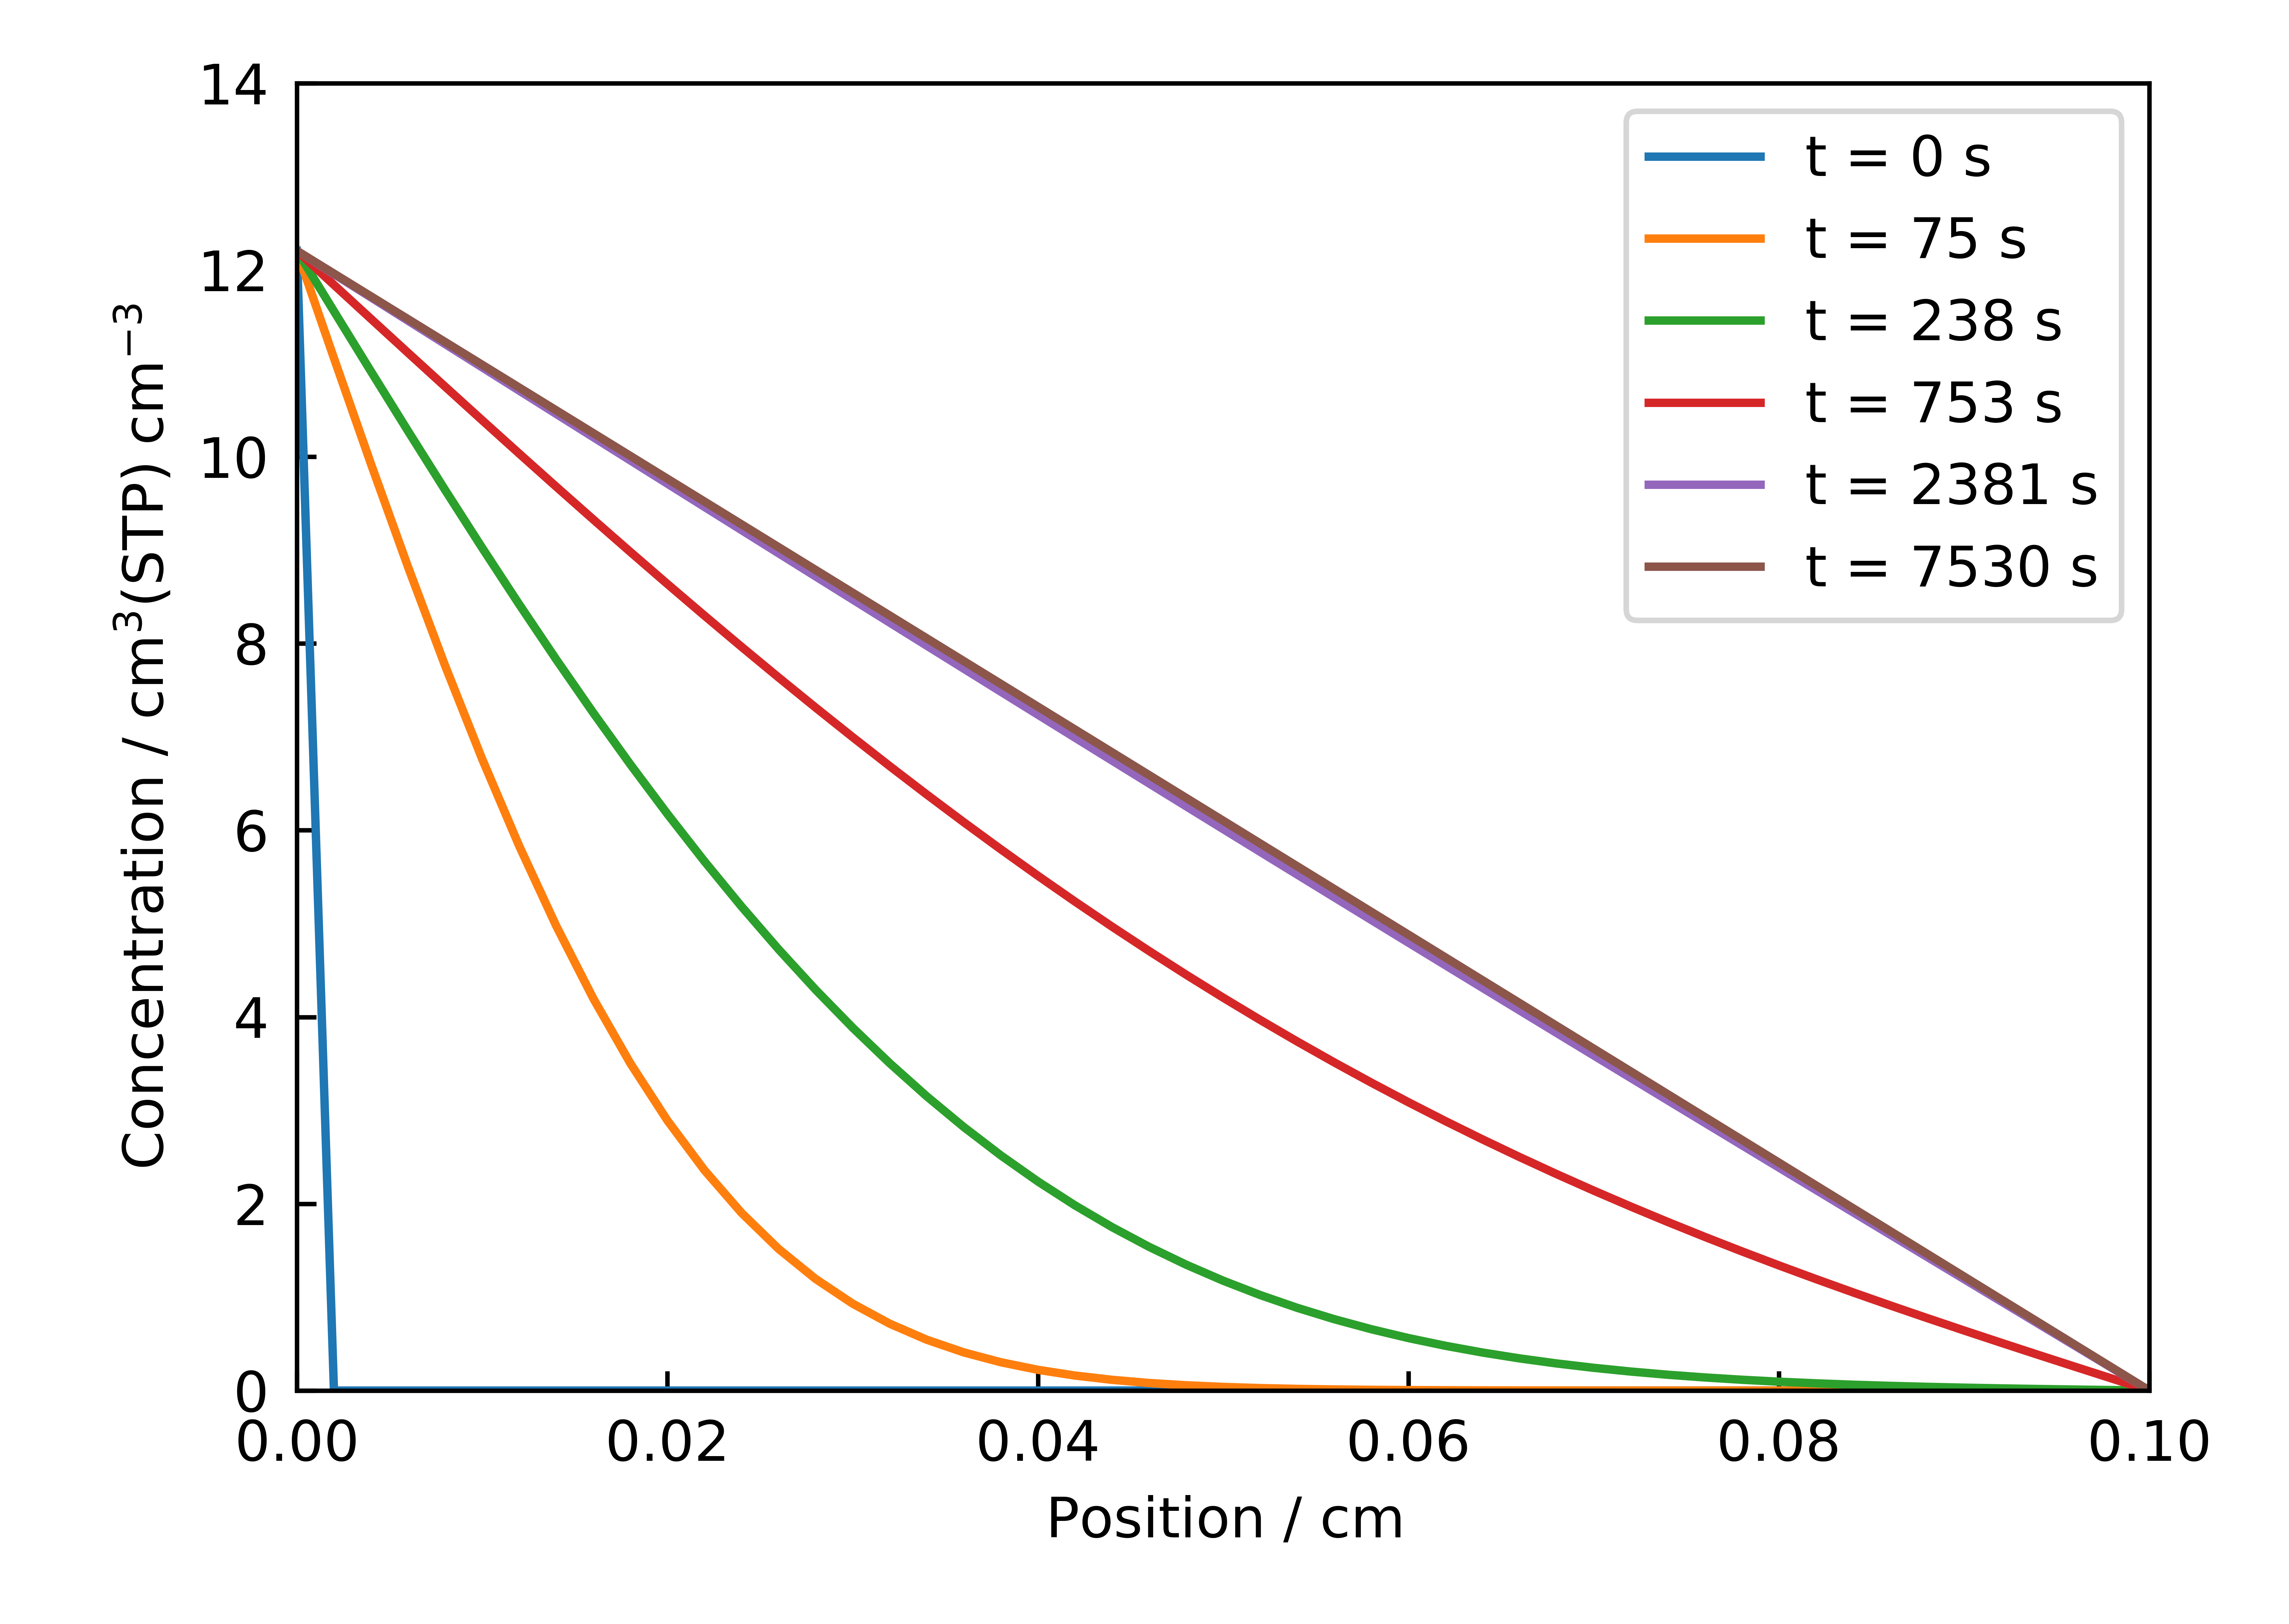 14
12
10
8
6
4
2
0
Concentration / cm³(STP) cm⁻³
t = 0 s
t = 75 s
t = 238 s
t = 753 s
t = 2381 s
t = 7530 s
0.00 0.02 0.04 0.06 0.08 0.10
Position / cm